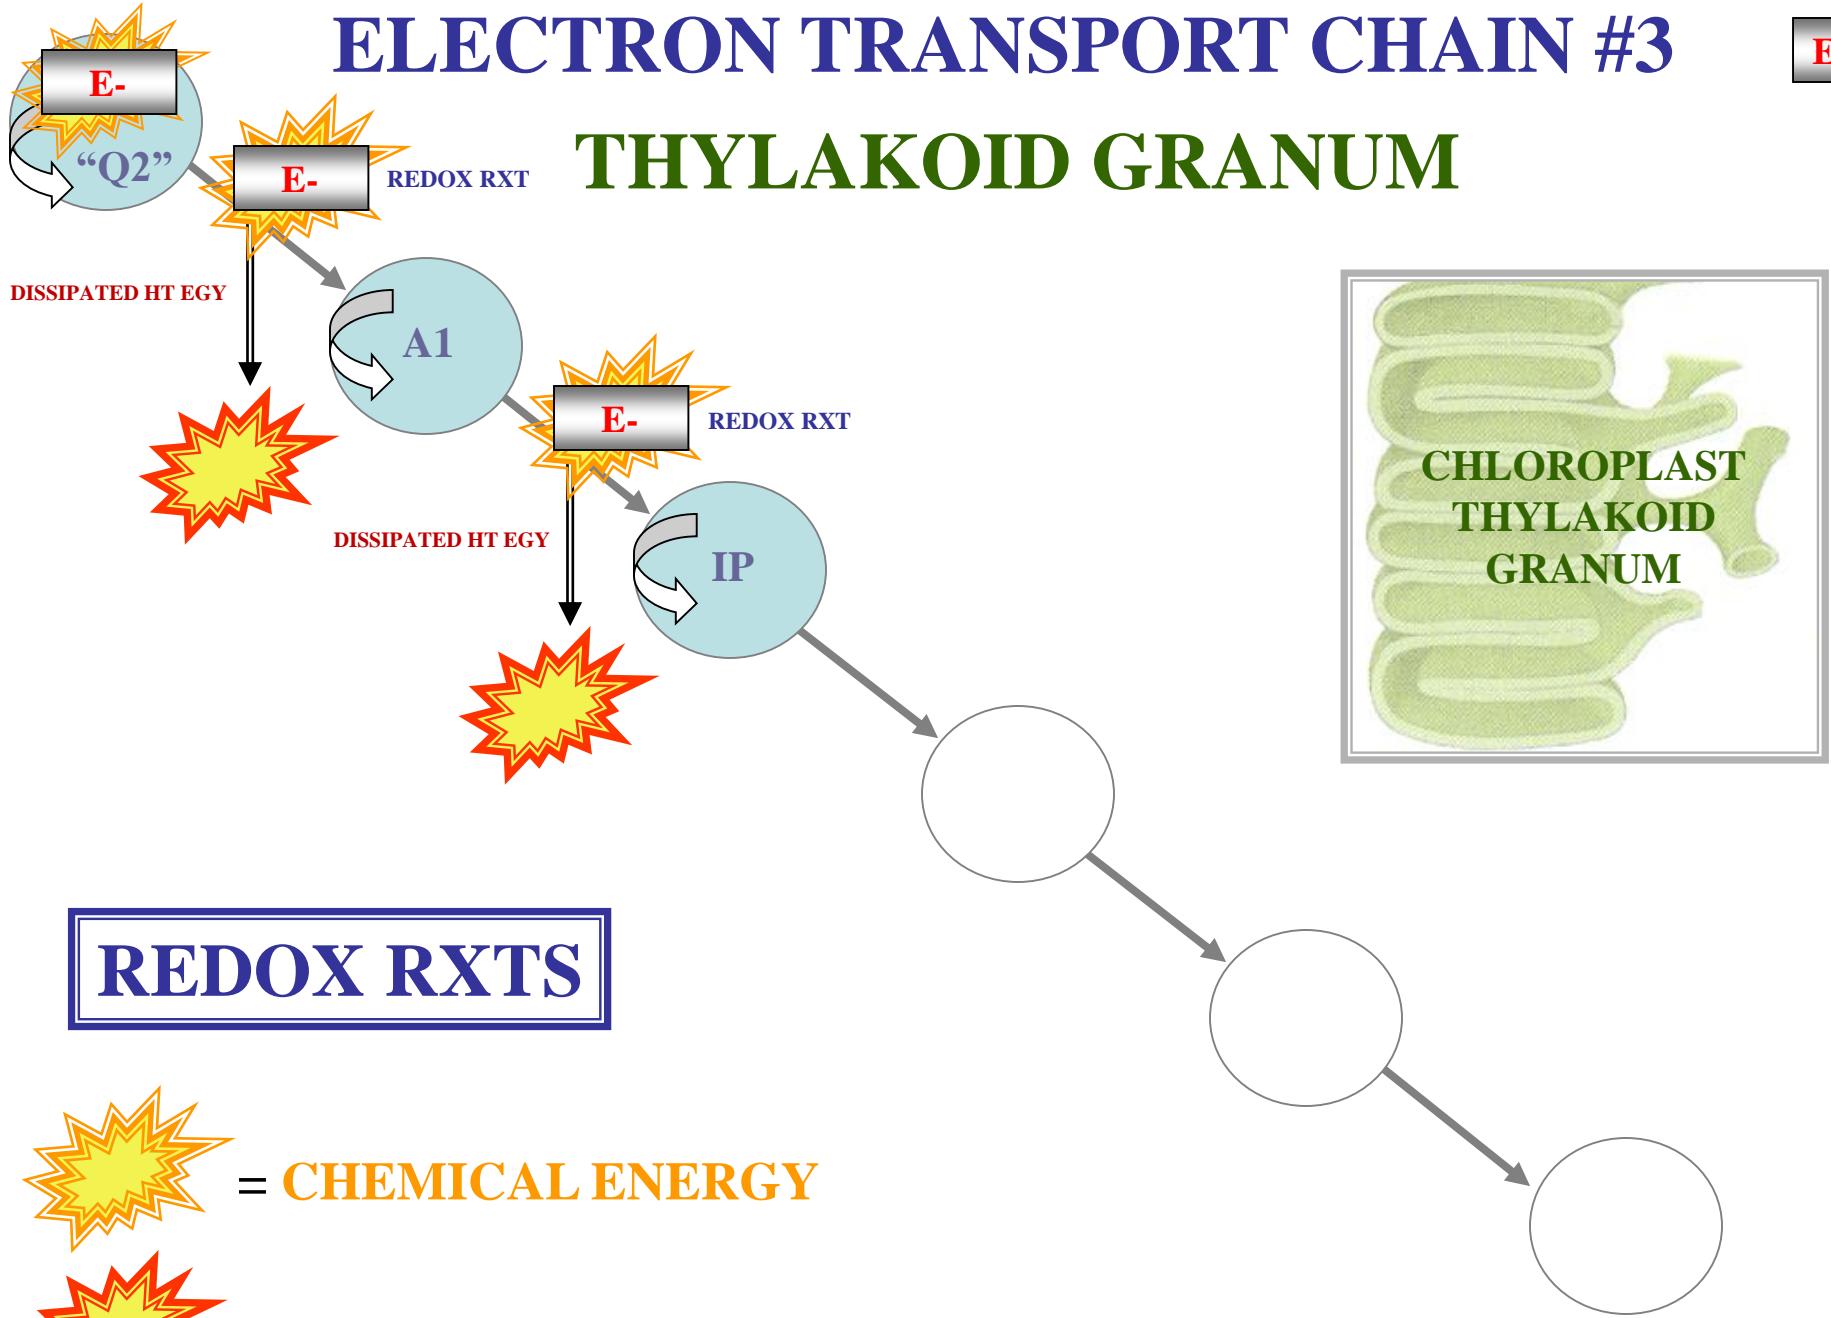 ELECTRON TRANSPORT CHAIN #3
E-
E
THYLAKOID GRANUM
“Q2”
E-
REDOX RXT
DISSIPATED HT EGY
A1
E-
REDOX RXT
CHLOROPLAST
THYLAKOID
GRANUM
DISSIPATED HT EGY
IP
REDOX RXTS
= CHEMICAL ENERGY